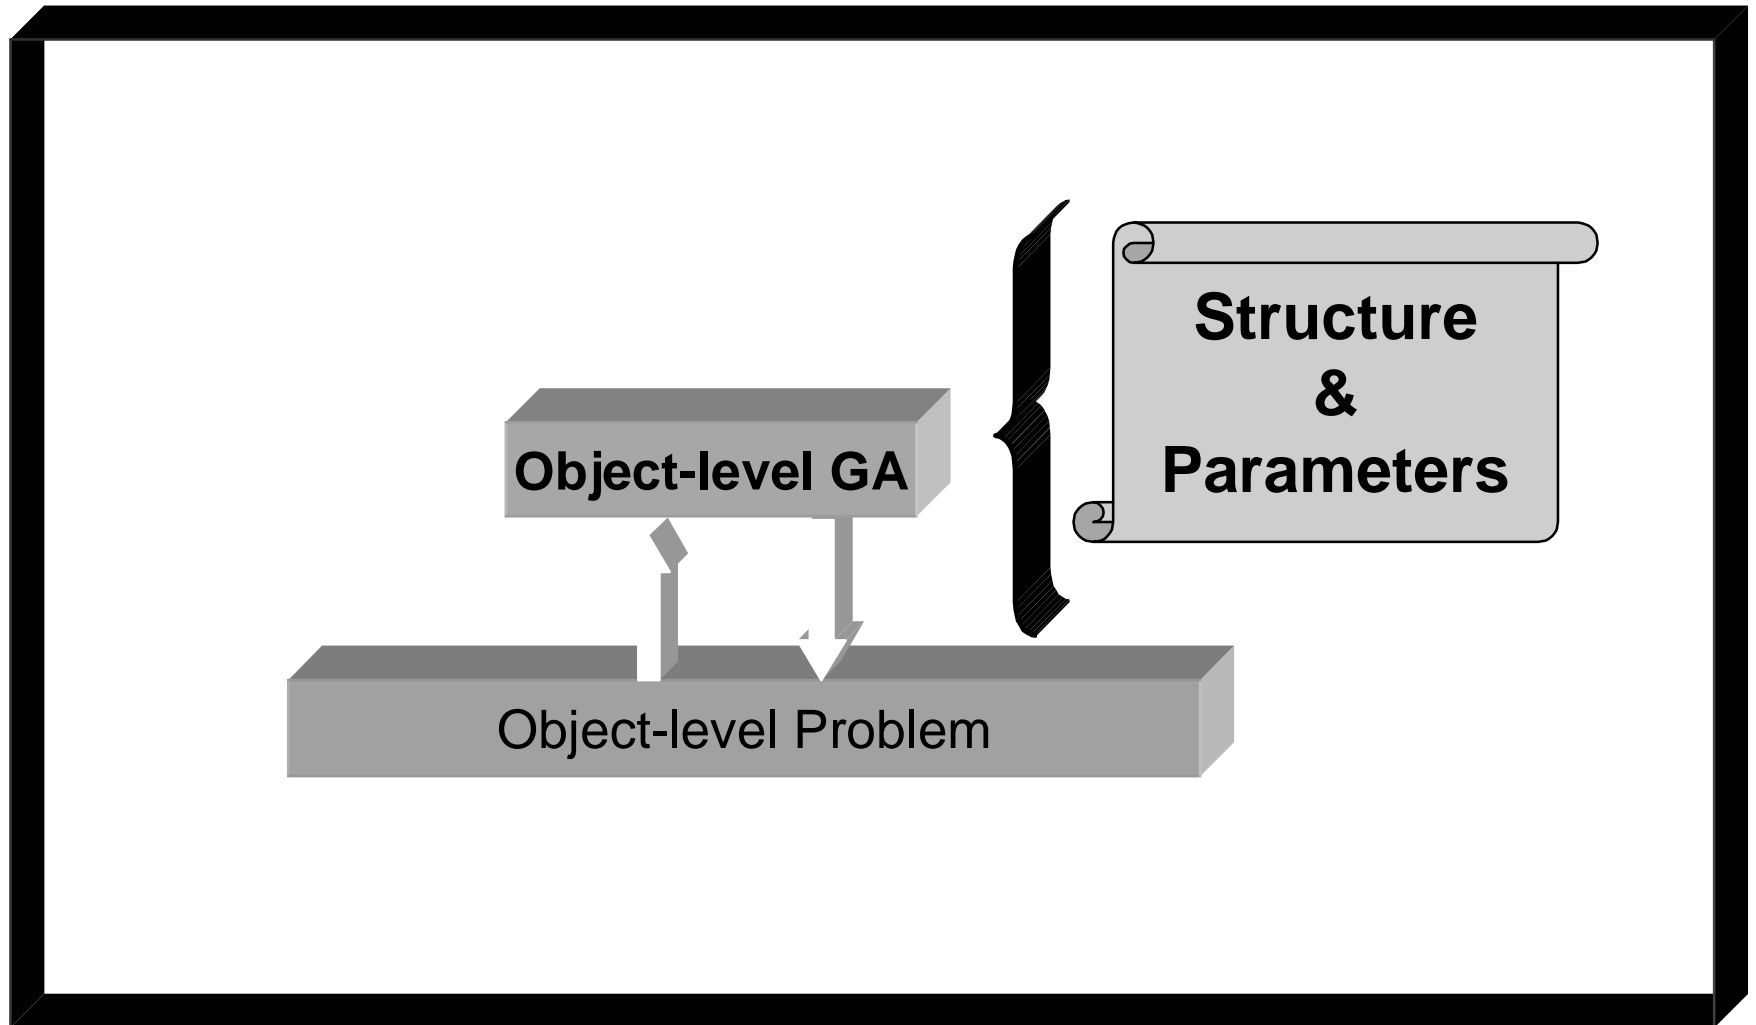 Structure
&
Parameters
Object-level GA
Object-level Problem